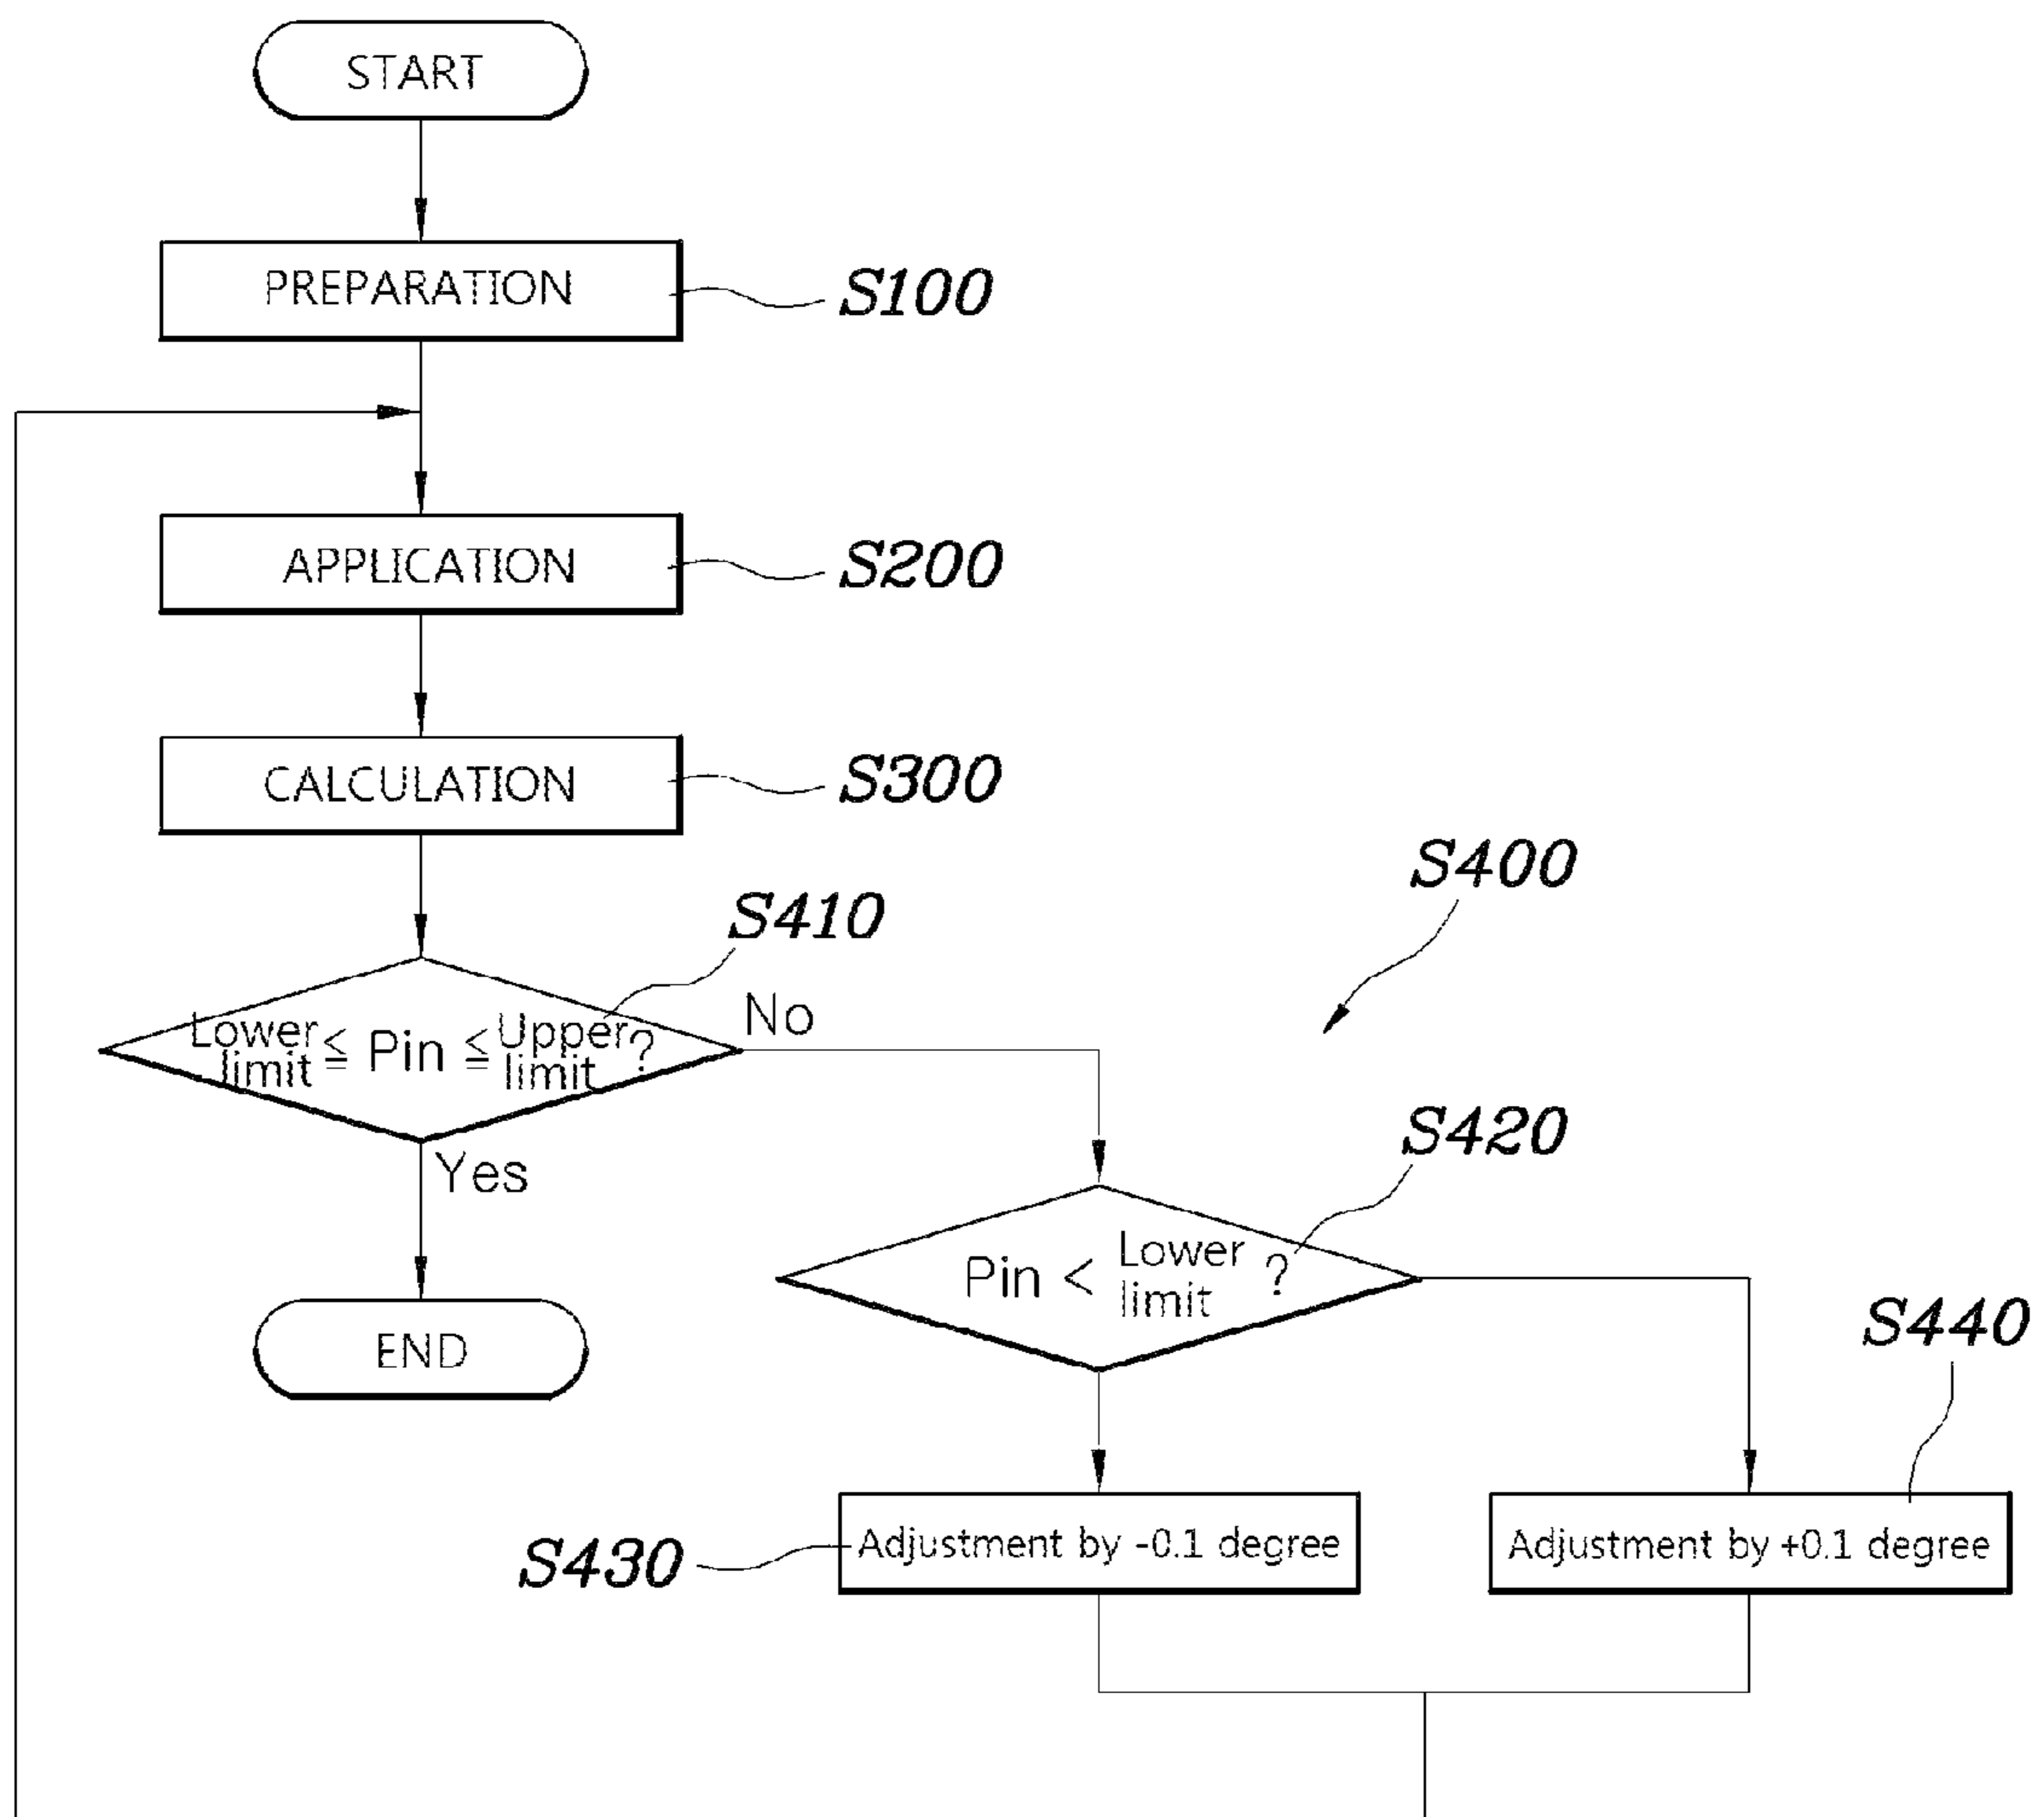 START
PREPARATION
S100
APPLICATION
S200
CALCULATION
S300
S400
S410
Lower limit ≦ Pin ≦ Upper limit ?
No
Yes
S420
Pin < Lower limit ?
END
S440
Adjustment by -0.1 degree
Adjustment by +0.1 degree
S430